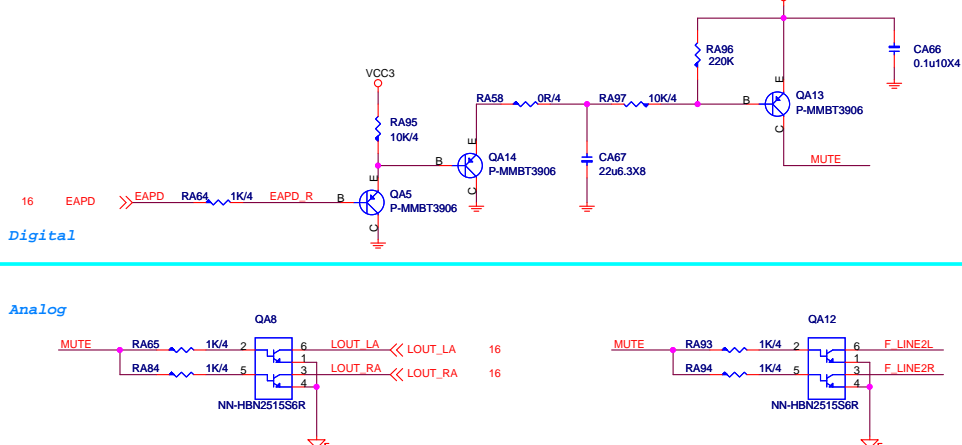 RA96
220K
CA66
0.1u10X4
VCC3
RA95
10K/4
RA58 0R/4 RA97 10K/4
B E C
QA13
P-MMBT3906
MUTE
B E C
QA14
P-MMBT3906
CA67
22u6.3X8
16 EAPD EAPD RA64 1K/4 EAPD_R B E C
QA5
P-MMBT3906
Digital
Analog
QA8
MUTE RA65 1K/4 2 6 LOUT_LA LOUT_LA 16
1
RA84 1K/4 5 3 LOUT_RA LOUT_RA 16
4
NN-HBN2515S6R
QA12
MUTE RA93 1K/4 2 6 F_LINE2L
1
RA94 1K/4 5 3 F_LINE2R
4
NN-HBN2515S6R